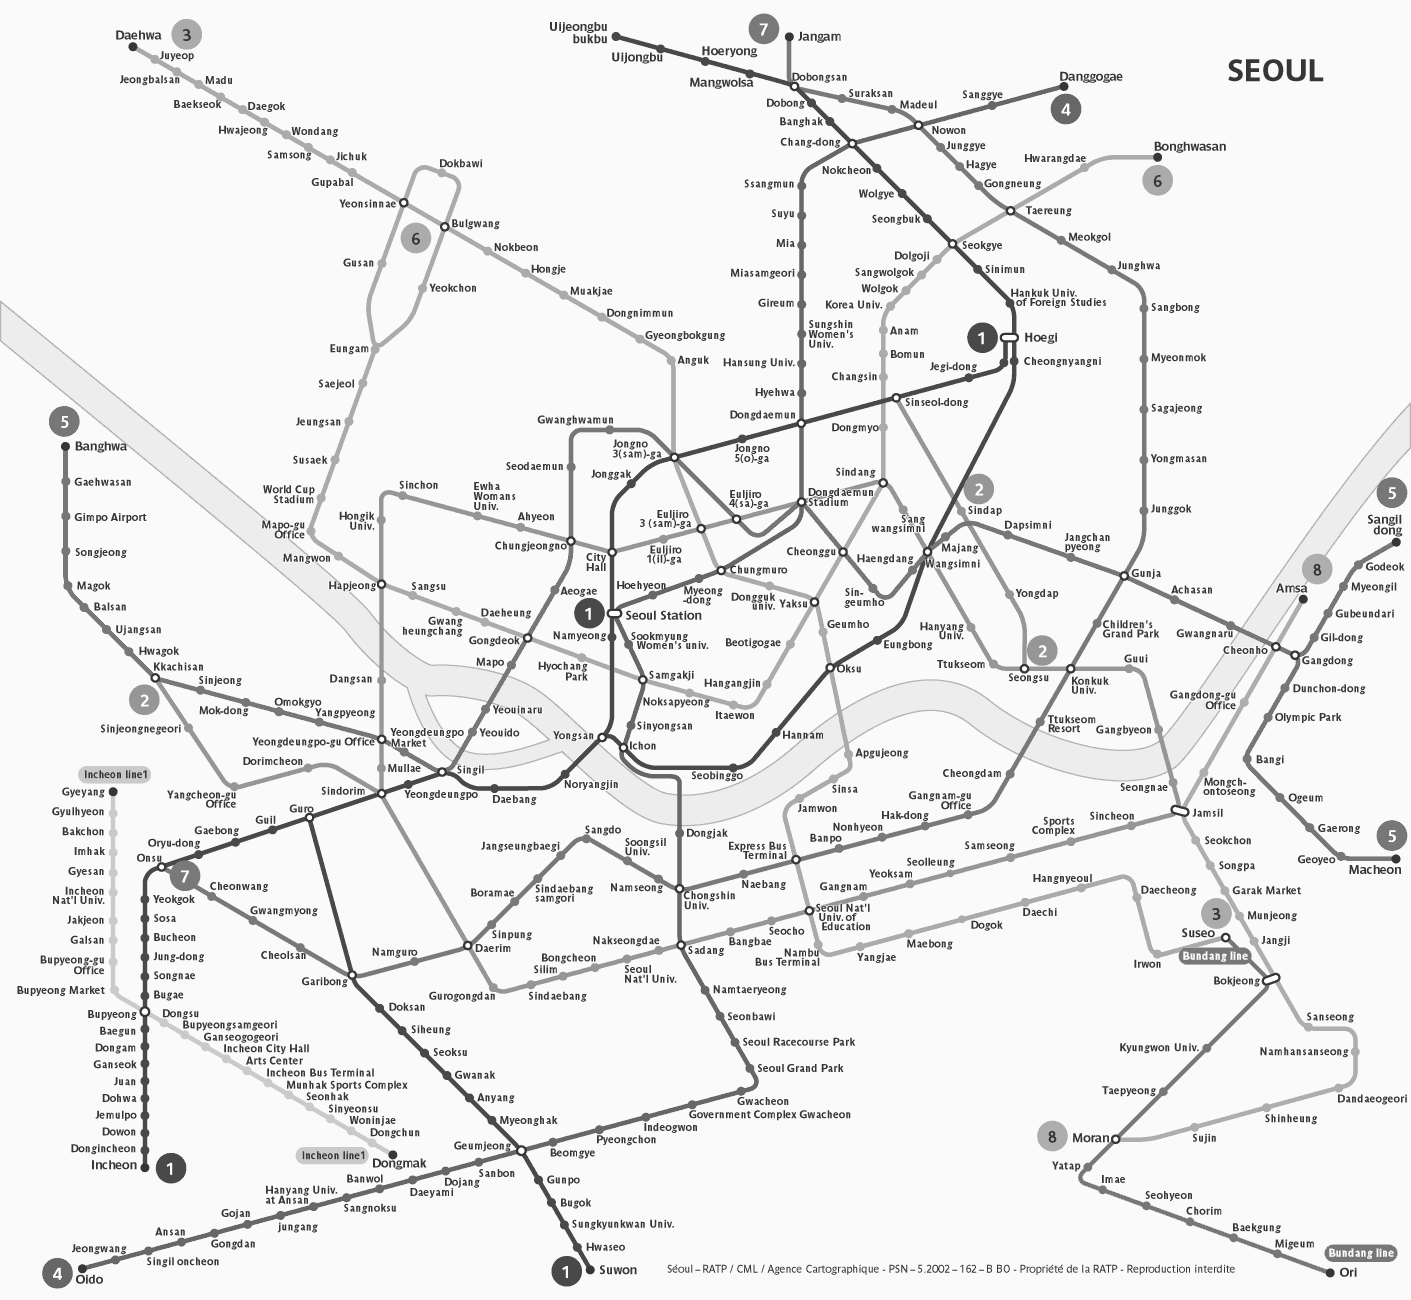 SEOUL
Daehwa
3
Juyeop
Jeongbalsan
Madu
Baekseok
Daegok
Hwajeong
Wondang
Samsong
Jichuk
Gupabal
Yeonsinnae
Dokbawi
Bulgwang
6
Gusan
Yeokchon
Nokbeon
Hongje
Muakjae
Dongnimmun
Gyeongbokgung
Anguk
Eungam
Saejeol
Jeungsan
Susaek
World Cup
Stadium
Mapo-gu
Office
Mangwon
Uijeongbu
bukbu
Uijongbu
Hoeryong
Mangwolsa
7
Jangam
Dobongsan
Dobong
Banghak
Chang-dong
Suraksan
Madeul
Sanggye
Danggogae
4
Nowon
Junggye
Hagye
Gongneung
Hwarangdae
Bonghwasan
6
Taereung
Meokgol
Junghwa
Sangbong
Myeonmok
Sagajeong
Yongmasan
Junggok
Nokcheon
Wolgye
Seongbuk
Seokgye
Sinimun
Hankuk Univ.
of Foreign Studies
1
Hoegi
Cheongnyangni
Jegi-dong
Dolgoji
Sangwolgok
Wolgok
Korea Univ.
Anam
Bomun
Changsin
Dongmyo
Sinseol-dong
Ssangmun
Suyu
Mia
Miasamgeori
Gireum
Sungshin
Women's
Univ.
Hansung Univ.
Hyehwa
Dongdaemun
Jongno
5(o)-ga
Jongno
3(sam)-ga
Gwanghwamun
Seodaemun
Jonggak
Sindang
Dongdaemun
Stadium
Euljiro
4(sa)-ga
Euljiro
3 (sam)-ga
Euljiro
1(il)-ga
City
Hall
Chungjeongno
Ahyeon
Ewha
Womans
Univ.
Sinchon
Hongik
Univ.
Hapjeong
Sangsu
Gwang
heungchang
Daeheung
Gongdeok
Aeogae
Hoehyeon
Myeong
-dong
Chungmuro
Dongguk
univ.
Yaksu
Cheonggu
Sin-
geumho
Haengdang
Sang
wangsimni
Wangsimni
Majang
2
Sindap
Dapsimni
Jangchan
pyeong
Gunja
Achasan
Gwangnaru
Cheonho
Gangdong
Yongdap
Hanyang
Univ.
Ttukseom
Seongsu
2
Konkuk
Univ.
Children's
Grand Park
Guui
Gangbyeon
Seongnae
Jamsil
Ttukseom
Resort
Cheongdam
Gangnam-gu
Office
Hak-dong
Nonhyeon
Banpo
8
Amsa
5
Sangil
dong
Godeok
Myeongil
Gubeundari
Gil-dong
Dunchon-dong
Olympic Park
Bangi
Ogeum
Gaerong
Geoyeo
5
Macheon
Gangdong-gu
Office
Mongch-
ontoseong
5
Banghwa
Gaehwasan
Gimpo Airport
Songjeong
Magok
Balsan
Ujangsan
Hwagok
Kkachisan
2
Sinjeong
Mok-dong
Omokgyo
Yangpyeong
Yeongdeungpo-gu Office
Yeongdeungpo
Market
Dangsan
Sinjeongnegeori
Yangcheon-gu
Office
Dorimcheon
Sindorim
Mullae
Yeongdeungpo
Singil
Yeouido
Yeouinaru
Mapo
Daebang
Noryangjin
Yongsan
Ichon
Sinyongsan
Samgakji
Sookmyung
Women's univ.
Namyeong
1
Seoul Station
Hyochang
Park
Noksapyeong
Itaewon
Hangangjin
Beotigogae
Geumho
Oksu
Eungbong
Hannam
Seobinggo
Apgujeong
Sinsa
Jamwon
Express Bus
Terminal
Naebang
Chongshin
Univ.
Dongjak
Namseong
Soongsil
Univ.
Sangdo
Jangseungbaegi
Sindaebang
samgori
Boramae
Sinpung
Daerim
Namguro
Garibong
Cheolsan
Gwangmyong
Cheonwang
7
Onsu
Oryu-dong
Gaebong
Guil
Guro
Incheon line1
Gyeyang
Gyulhyeon
Bakchon
Imhak
Gyesan
Incheon
Nat'l Univ.
Jakjeon
Galsan
Bupyeong-gu
Office
Bupyeong Market
Bupyeong
Yeokgok
Sosa
Bucheon
Jung-dong
Songnae
Bugae
Dongsu
Bupyeongsamgeori
Ganseogogeori
Incheon City Hall
Arts Center
Incheon Bus Terminal
Munhak Sports Complex
Seonhak
Sinyeonsu
Woninjae
Dongchun
Incheon line1
Dongmak
Baegun
Dongam
Ganseok
Juan
Dohwa
Jemulpo
Dowon
Dongincheon
Incheon
1
Gurogongdan
Sindaebang
Silim
Bongcheon
Seoul
Nat'l Univ.
Nakseongdae
Sadang
Bangbae
Seocho
Seoul Nat'l
Univ. of
Education
Gangnam
Yeoksam
Seolleung
Samseong
Sports
Complex
Sincheon
Nambu
Bus Terminal
Yangjae
Maebong
Dogok
Daechi
Hangnyeoul
Daecheong
Irwon
3
Suseo
Bundang line
Seokchon
Songpa
Garak Market
Munjeong
Jangji
Bokjeong
Sanseong
Namhansanseong
Dandaeogeori
Shinheung
Sujin
8
Moran
Kyungwon Univ.
Taepyeong
Yatap
Imae
Seohyeon
Chorim
Baekgung
Migeum
Bundang line
Ori
Namtaeryeong
Seonbawi
Seoul Racecourse Park
Seoul Grand Park
Gwacheon
Government Complex Gwacheon
Indeogwon
Pyeongchon
Beomgye
Geumjeong
Doksan
Siheung
Seoksu
Gwanak
Anyang
Myeonghak
Gunpo
Bugok
Sungkyunkwan Univ.
Hwaseo
1
Suwon
Sanbon
Dojang
Daeyami
Banwol
Sangnoksu
Hanyang Univ.
at Ansan
jungang
Gojan
Gongdan
Ansan
Singil oncheon
Jeongwang
4
Oido
Séoul – RATP / CML / Agence Cartographique - PSN – 5.2002 – 162 – B BO - Propriété de la RATP - Reproduction interdite